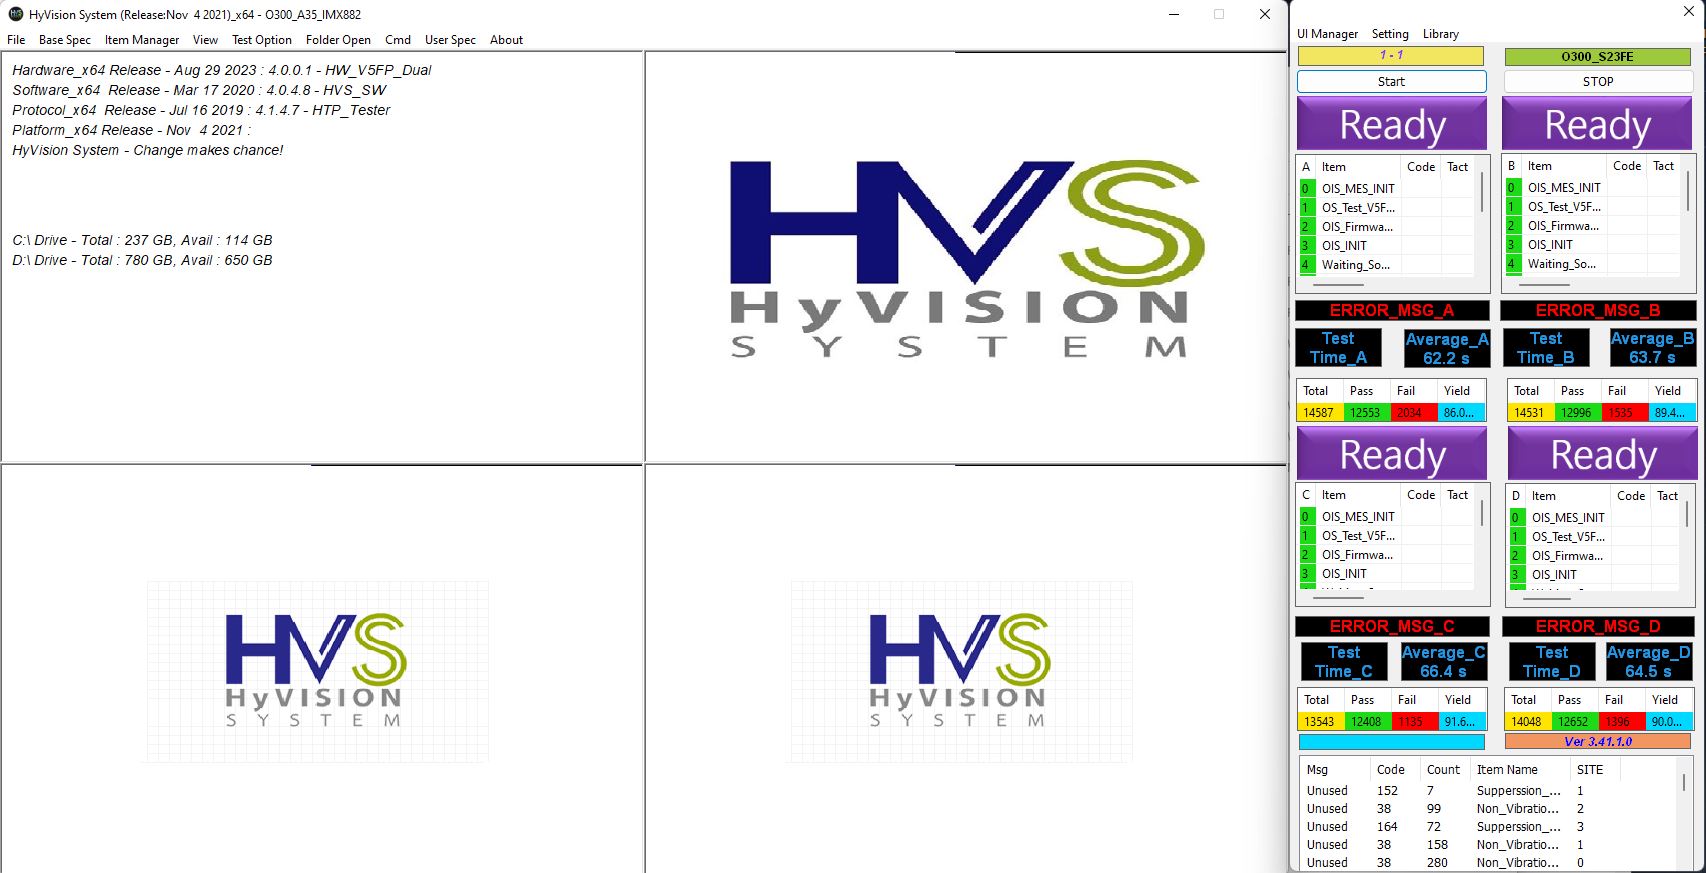 HyVision System (Release:Nov  4 2021)_x64 - O300_A35_IMX882
File Base Spec Item Manager View Test Option Folder Open Cmd User Spec About
Hardware_x64 Release - Aug 29 2023 : 4.0.0.1 - HW_V5FP_Dual
Software_x64  Release - Mar 17 2020 : 4.0.4.8 - HVS_SW
Protocol_x64  Release - Jul 16 2019 : 4.1.4.7 - HTP_Tester
Platform_x64 Release - Nov  4 2021 :
HyVision System - Change makes chance!
C:\ Drive - Total : 237 GB, Avail : 114 GB
D:\ Drive - Total : 780 GB, Avail : 650 GB
HVS
HyVISION
SYSTEM
HVS
HyVISION
SYSTEM
HVS
HyVISION
SYSTEM
UI Manager Setting Library
1 - 1 O300_S23FE
Start STOP
Ready Ready
A Item Code Tact
0 OIS_MES_INIT
1 OS_Test_V5F...
2 OIS_Firmwa...
3 OIS_INIT
4 Waiting_So...
B Item Code Tact
0 OIS_MES_INIT
1 OS_Test_V5F...
2 OIS_Firmwa...
3 OIS_INIT
4 Waiting_So...
ERROR_MSG_A ERROR_MSG_B
Test Average_A Test Average_B
Time_A 62.2 s Time_B 63.7 s
Total Pass Fail Yield Total Pass Fail Yield
14587 12553 2034 86.0... 14531 12996 1535 89.4...
Ready Ready
C Item Code Tact
0 OIS_MES_INIT
1 OS_Test_V5F...
2 OIS_Firmwa...
3 OIS_INIT
D Item Code Tact
0 OIS_MES_INIT
1 OS_Test_V5F...
2 OIS_Firmwa...
3 OIS_INIT
ERROR_MSG_C ERROR_MSG_D
Test Average_C Test Average_D
Time_C 66.4 s Time_D 64.5 s
Total Pass Fail Yield Total Pass Fail Yield
13543 12408 1135 91.6... 14048 12652 1396 90.0...
Ver 3.41.1.0
Msg Code Count Item Name SITE
Unused 152 7 Supperssion_... 1
Unused 38 99 Non_Vibratio... 2
Unused 164 72 Supperssion_... 3
Unused 38 158 Non_Vibratio... 1
Unused 38 280 Non_Vibratio... 0